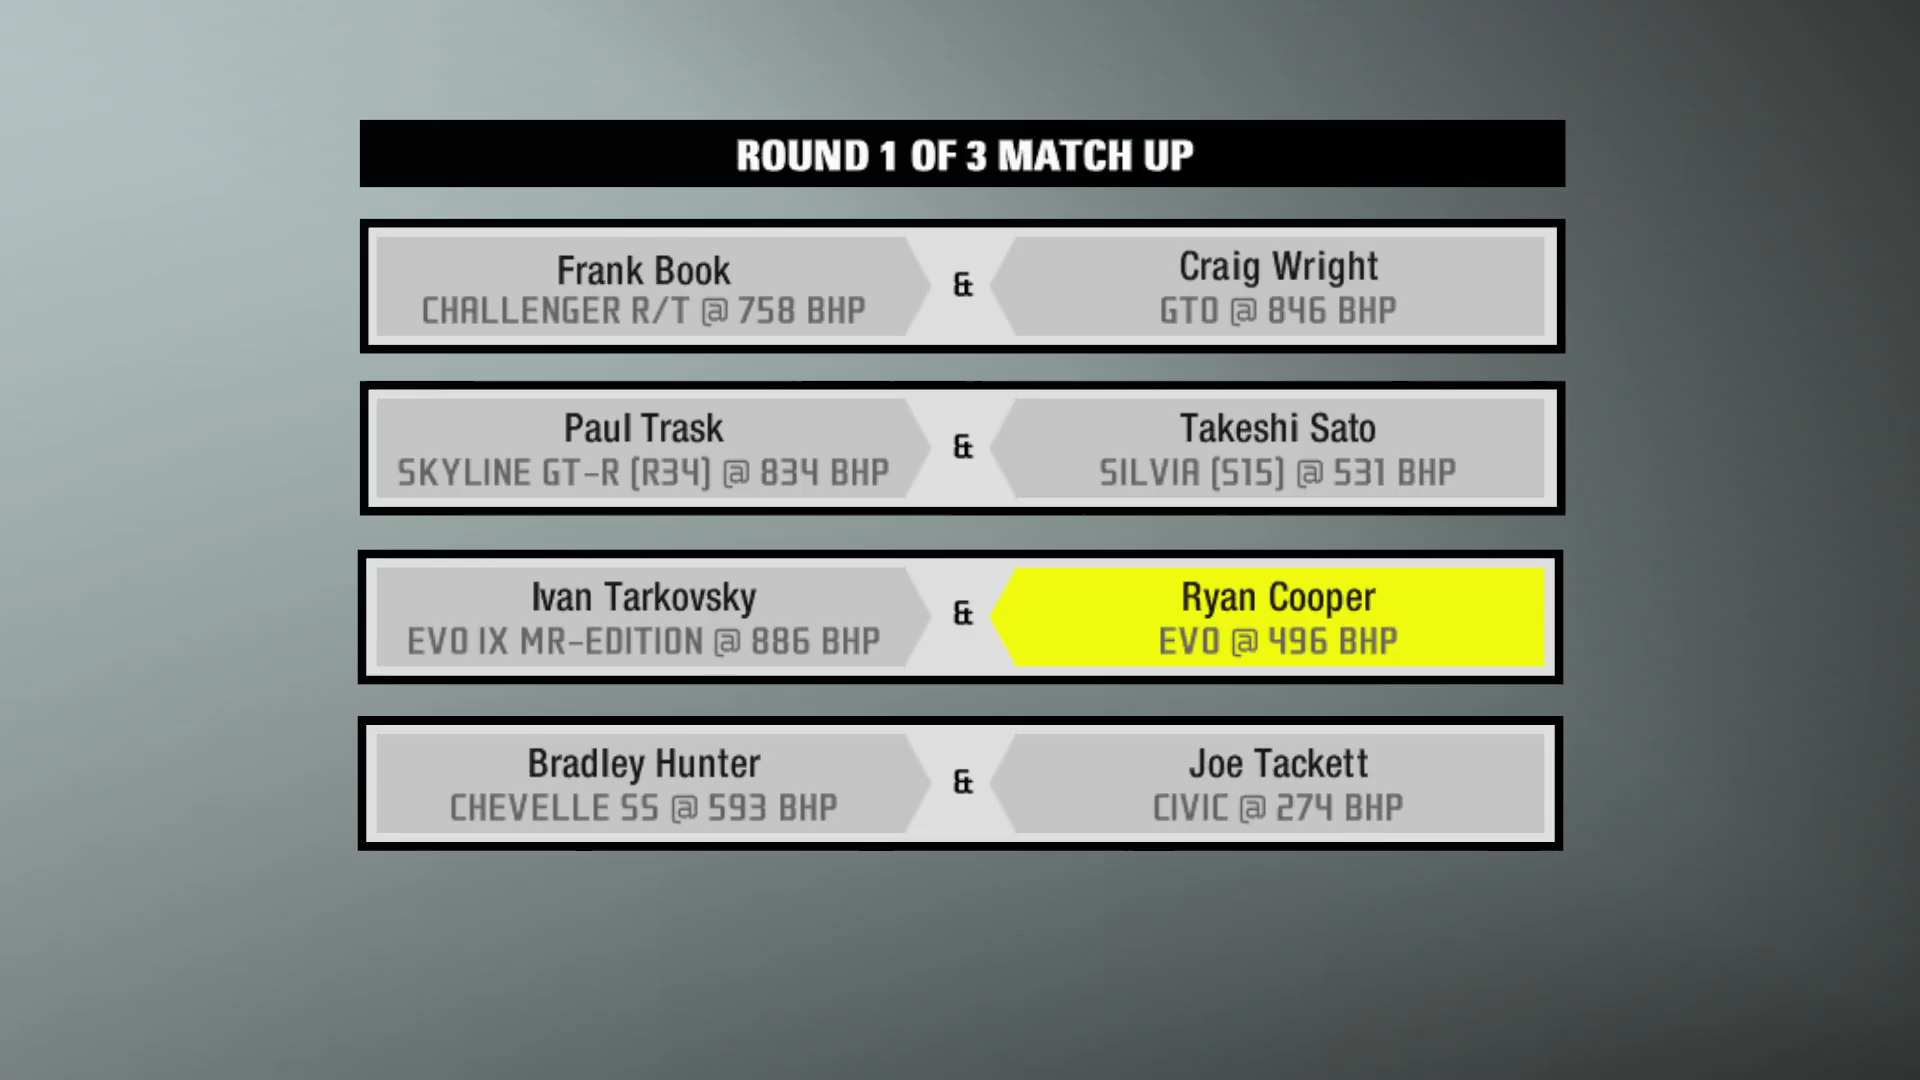 ROUND 1 OF 3 MATCH UP
Frank Book
CHALLENGER R/T @ 758 BHP
&
Craig Wright
GTO @ 846 BHP
Paul Trask
SKYLINE GT-R (R34) @ 834 BHP
&
Takeshi Sato
SILVIA (S15) @ 531 BHP
Ivan Tarkovsky
EVO IX MR-EDITION @ 886 BHP
&
Ryan Cooper
EVO @ 496 BHP
Bradley Hunter
CHEVELLE SS @ 593 BHP
&
Joe Tackett
CIVIC @ 274 BHP